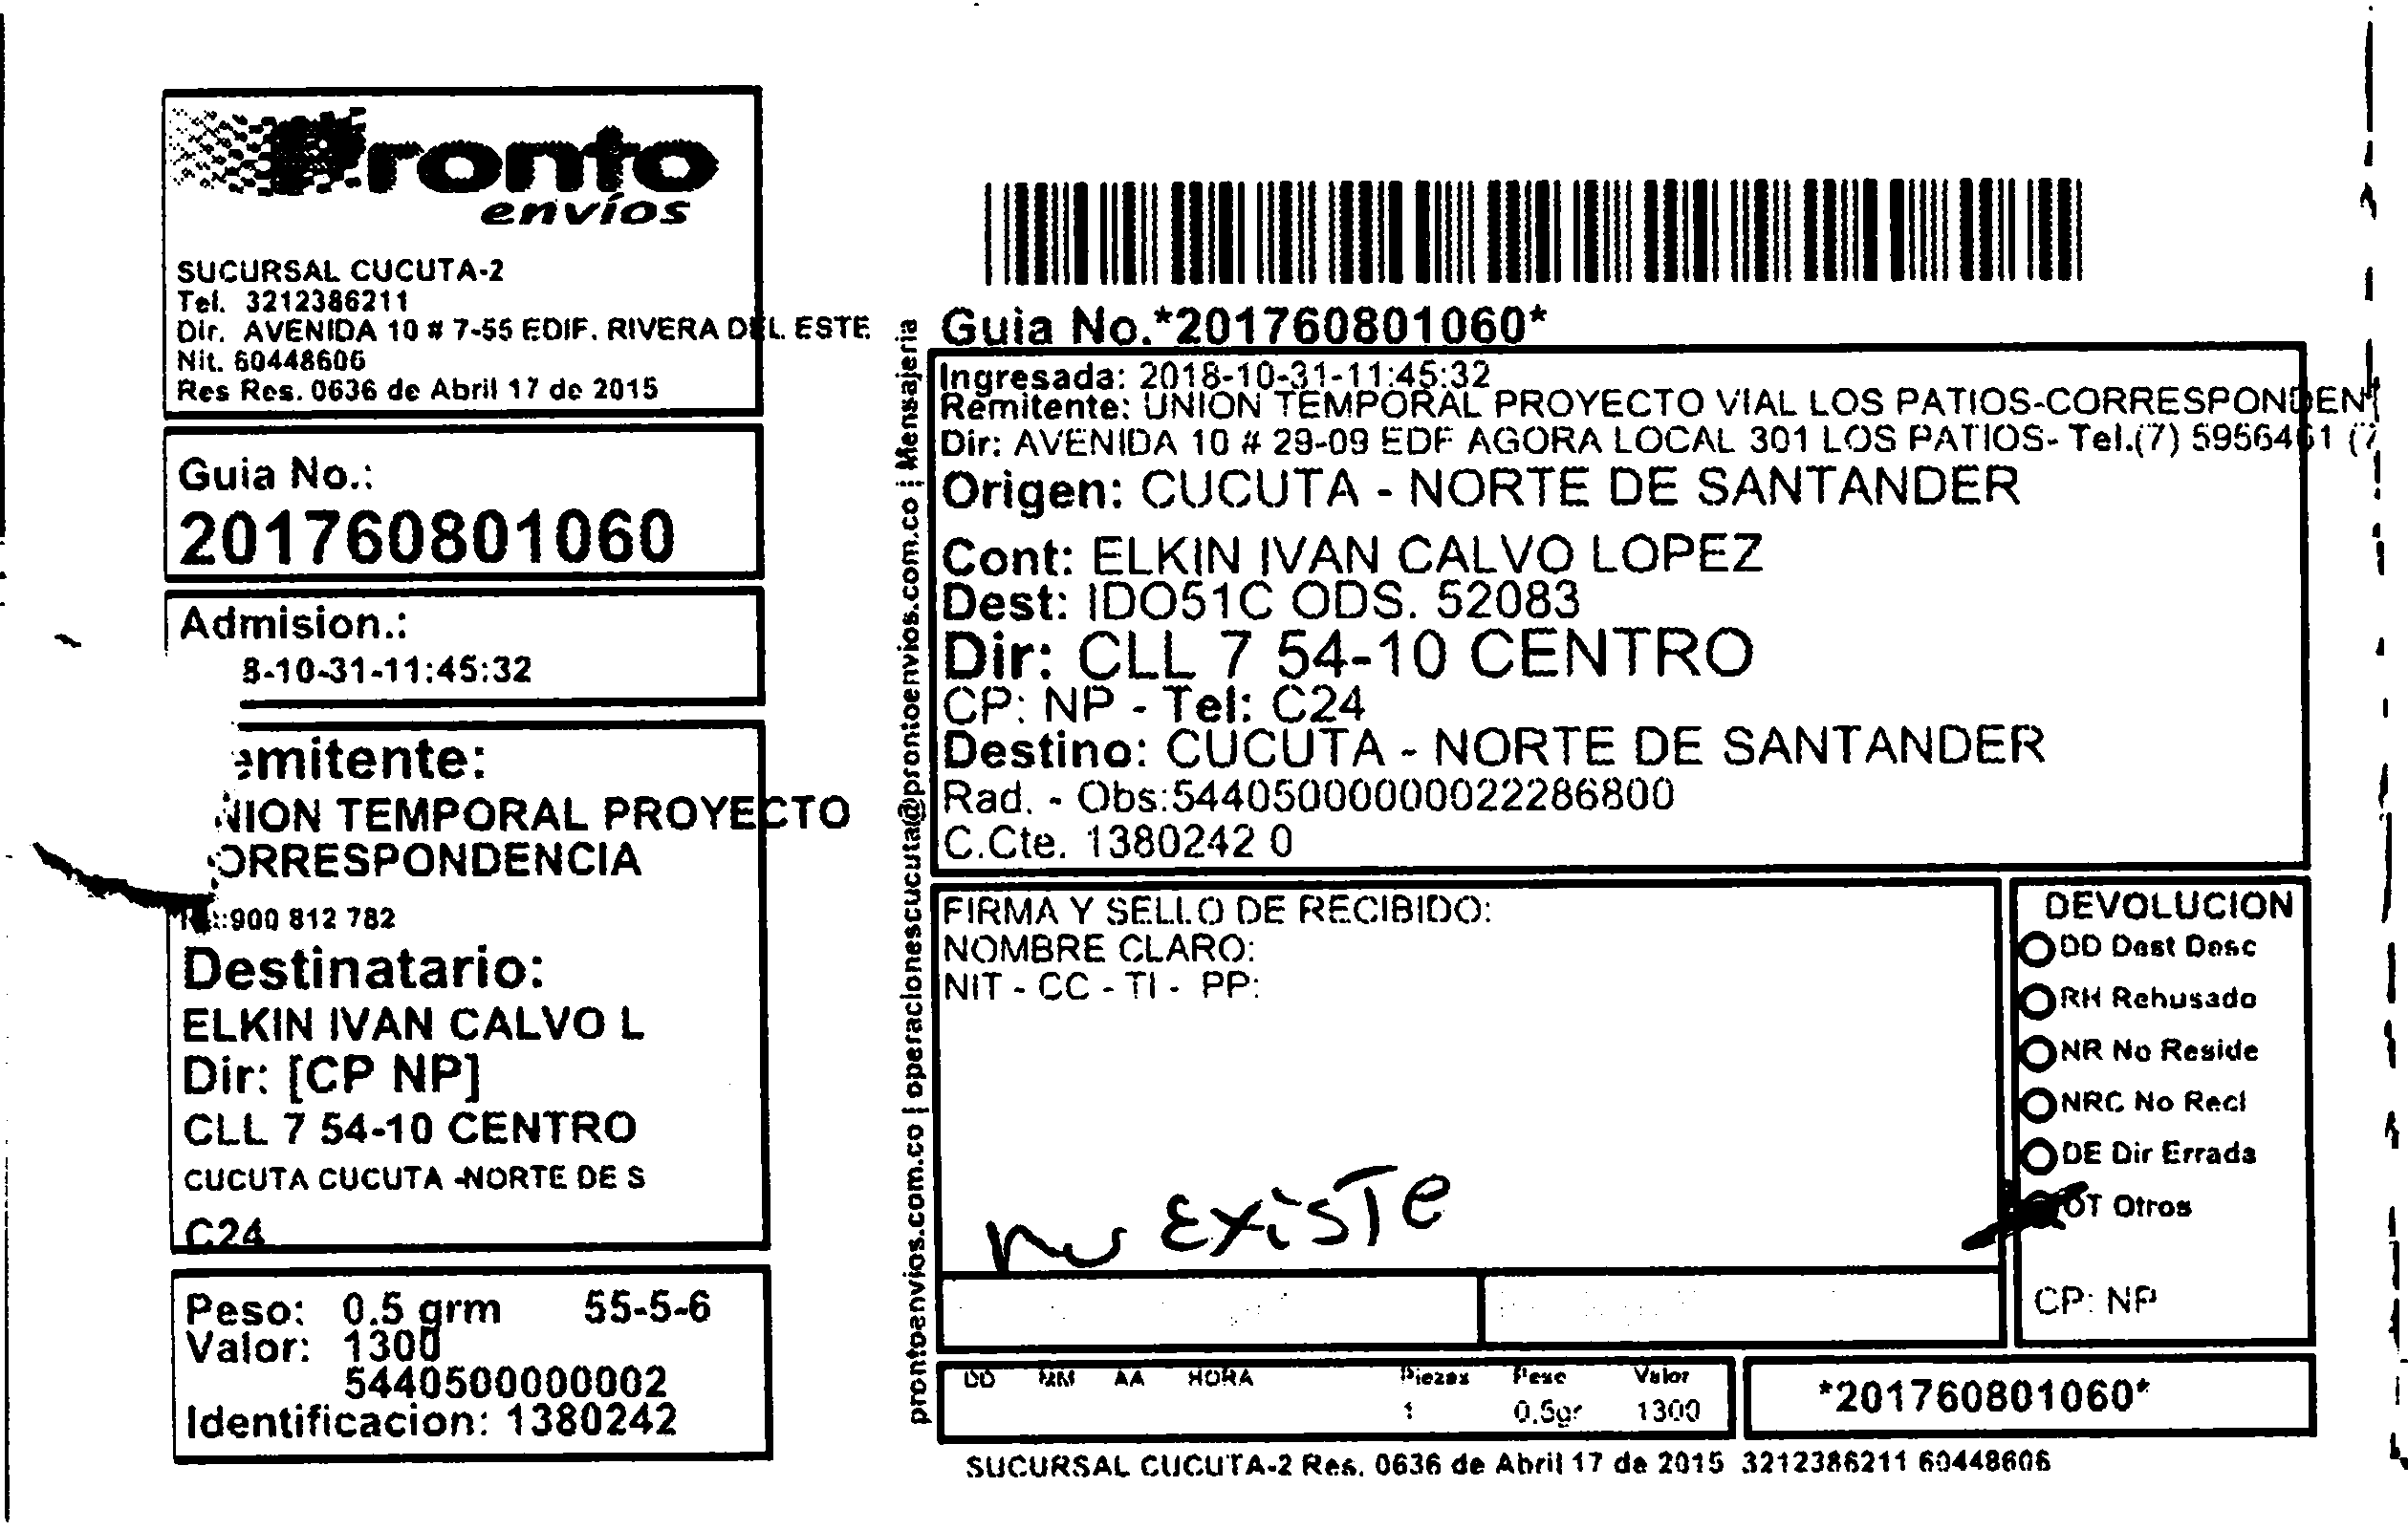 Pronto
envíos
SUCURSAL CUCUTA-2
Tel. 3212386211
Dir. AVENIDA 10 # 7-55 EDIF. RIVERA DEL ESTE
Nit. 60448606
Res Res. 0636 de Abril 17 de 2015
Guia No.:
201760801060
Admision.:
8-10-31-11:45:32
emitente:
NION TEMPORAL PROYECTO
ORRESPONDENCIA
:900 812 782
Destinatario:
ELKIN IVAN CALVO L
Dir: [CP NP]
CLL 7 54-10 CENTRO
CUCUTA CUCUTA -NORTE DE S
C24
Peso: 0.5 grm 55-5-6
Valor: 1300
5440500000002
Identificacion: 1380242
prontoenvios.com.co | operacionescucuta@prontoenvios.com.co | Mensajeria
Guia No.*201760801060*
Ingresada: 2018-10-31-11:45:32
Remitente: UNION TEMPORAL PROYECTO VIAL LOS PATIOS-CORRESPONDEN
Dir: AVENIDA 10 # 29-09 EDF AGORA LOCAL 301 LOS PATIOS- Tel.(7) 5956461 (7
Origen: CUCUTA - NORTE DE SANTANDER
Cont: ELKIN IVAN CALVO LOPEZ
Dest: IDO51C ODS. 52083
Dir: CLL 7 54-10 CENTRO
CP: NP - Tel: C24
Destino: CUCUTA - NORTE DE SANTANDER
Rad. - Obs:544050000000022286800
C.Cte. 1380242 0
FIRMA Y SELLO DE RECIBIDO:
NOMBRE CLARO:
NIT - CC - TI - PP:
no EXiSTe
DEVOLUCION
DD Dest Desc
RH Rehusado
NR No Reside
NRC No Recl
DE Dir Errada
OT Otros
CP: NP
DD MM AA HORA Piezas Peso Valor
1 0.5gr 1300
*201760801060*
SUCURSAL CUCUTA-2 Res. 0636 de Abril 17 de 2015 3212386211 60448606